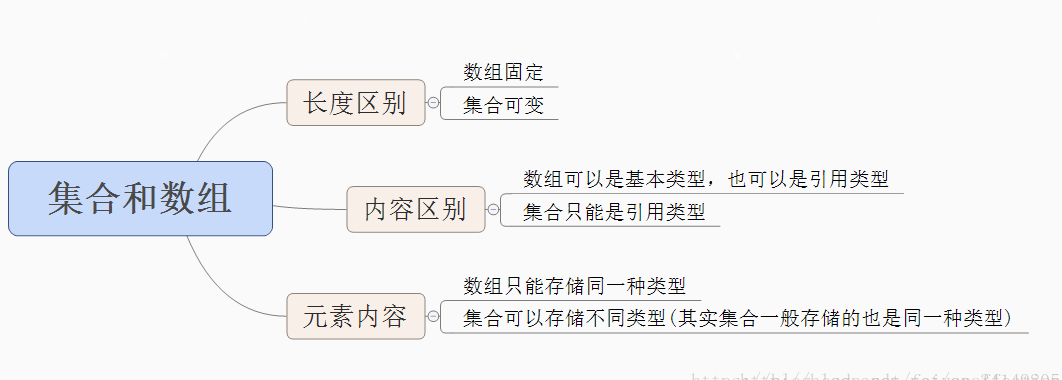 集合和数组
长度区别
数组固定
集合可变
内容区别
数组可以是基本类型，也可以是引用类型
集合只能是引用类型
元素内容
数组只能存储同一种类型
集合可以存储不同类型(其实集合一般存储的也是同一种类型)